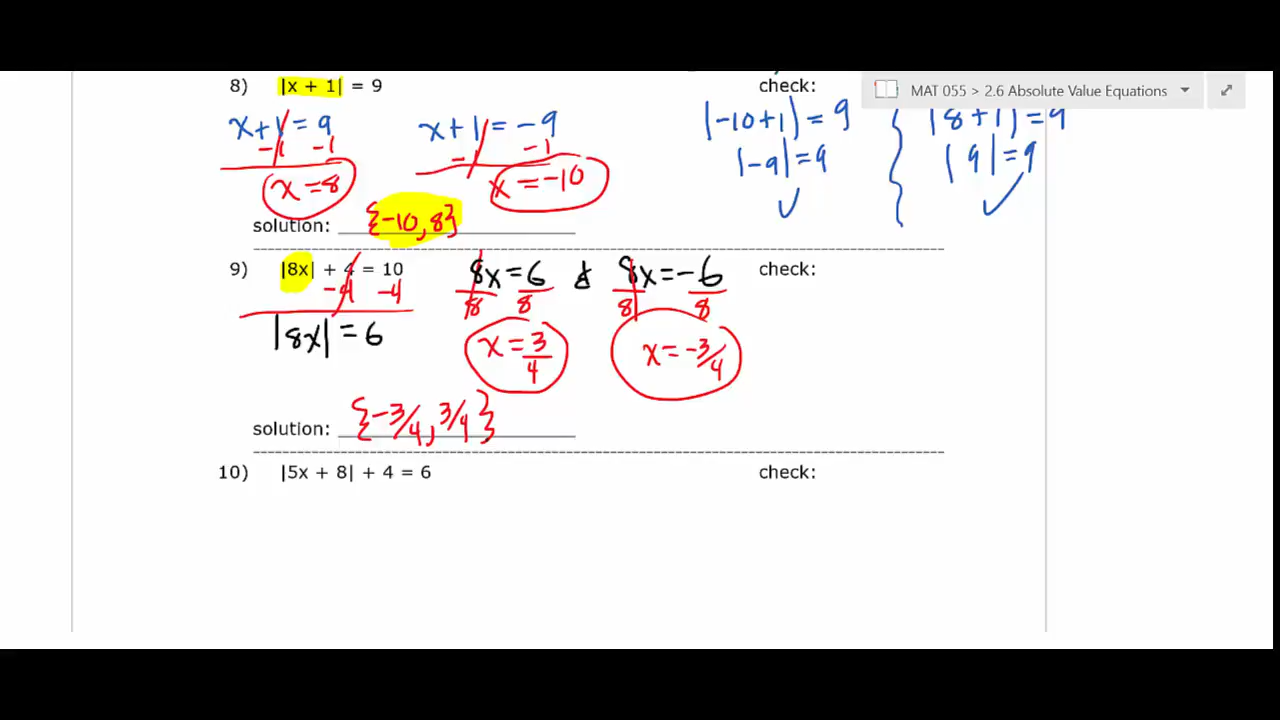 8) |x + 1| = 9 check: MAT 055 > 2.6 Absolute Value Equations
x+1 = 9 x+1 = -9 |-10+1| = 9 |8+1| = 9
-1 -1 -1 -1 |-9| = 9 |9| = 9
x = 8 x = -10 ✓ ✓
solution: {-10, 8}
9) |8x| + 4 = 10 8x = 6 & 8x = -6 check:
-4 -4 8 8 8 8
|8x| = 6 x = 3/4 x = -3/4
solution: {-3/4, 3/4}
10) |5x + 8| + 4 = 6 check: